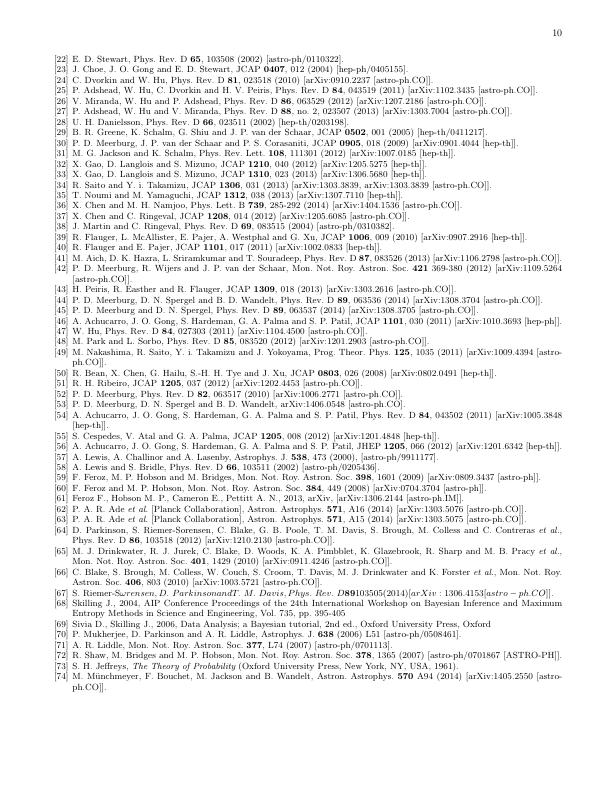 10
[22] E. D. Stewart, Phys. Rev. D 65, 103508 (2002) [astro-ph/0110322].
[23] J. Choe, J. O. Gong and E. D. Stewart, JCAP 0407, 012 (2004) [hep-ph/0405155].
[24] C. Dvorkin and W. Hu, Phys. Rev. D 81, 023518 (2010) [arXiv:0910.2237 [astro-ph.CO]].
[25] P. Adshead, W. Hu, C. Dvorkin and H. V. Peiris, Phys. Rev. D 84, 043519 (2011) [arXiv:1102.3435 [astro-ph.CO]].
[26] V. Miranda, W. Hu and P. Adshead, Phys. Rev. D 86, 063529 (2012) [arXiv:1207.2186 [astro-ph.CO]].
[27] P. Adshead, W. Hu and V. Miranda, Phys. Rev. D 88, no. 2, 023507 (2013) [arXiv:1303.7004 [astro-ph.CO]].
[28] U. H. Danielsson, Phys. Rev. D 66, 023511 (2002) [hep-th/0203198].
[29] B. R. Greene, K. Schalm, G. Shiu and J. P. van der Schaar, JCAP 0502, 001 (2005) [hep-th/0411217].
[30] P. D. Meerburg, J. P. van der Schaar and P. S. Corasaniti, JCAP 0905, 018 (2009) [arXiv:0901.4044 [hep-th]].
[31] M. G. Jackson and K. Schalm, Phys. Rev. Lett. 108, 111301 (2012) [arXiv:1007.0185 [hep-th]].
[32] X. Gao, D. Langlois and S. Mizuno, JCAP 1210, 040 (2012) [arXiv:1205.5275 [hep-th]].
[33] X. Gao, D. Langlois and S. Mizuno, JCAP 1310, 023 (2013) [arXiv:1306.5680 [hep-th]].
[34] R. Saito and Y. i. Takamizu, JCAP 1306, 031 (2013) [arXiv:1303.3839, arXiv:1303.3839 [astro-ph.CO]].
[35] T. Noumi and M. Yamaguchi, JCAP 1312, 038 (2013) [arXiv:1307.7110 [hep-th]].
[36] X. Chen and M. H. Namjoo, Phys. Lett. B 739, 285-292 (2014) [arXiv:1404.1536 [astro-ph.CO]].
[37] X. Chen and C. Ringeval, JCAP 1208, 014 (2012) [arXiv:1205.6085 [astro-ph.CO]].
[38] J. Martin and C. Ringeval, Phys. Rev. D 69, 083515 (2004) [astro-ph/0310382].
[39] R. Flauger, L. McAllister, E. Pajer, A. Westphal and G. Xu, JCAP 1006, 009 (2010) [arXiv:0907.2916 [hep-th]].
[40] R. Flauger and E. Pajer, JCAP 1101, 017 (2011) [arXiv:1002.0833 [hep-th]].
[41] M. Aich, D. K. Hazra, L. Sriramkumar and T. Souradeep, Phys. Rev. D 87, 083526 (2013) [arXiv:1106.2798 [astro-ph.CO]].
[42] P. D. Meerburg, R. Wijers and J. P. van der Schaar, Mon. Not. Roy. Astron. Soc. 421 369-380 (2012) [arXiv:1109.5264
[astro-ph.CO]].
[43] H. Peiris, R. Easther and R. Flauger, JCAP 1309, 018 (2013) [arXiv:1303.2616 [astro-ph.CO]].
[44] P. D. Meerburg, D. N. Spergel and B. D. Wandelt, Phys. Rev. D 89, 063536 (2014) [arXiv:1308.3704 [astro-ph.CO]].
[45] P. D. Meerburg and D. N. Spergel, Phys. Rev. D 89, 063537 (2014) [arXiv:1308.3705 [astro-ph.CO]].
[46] A. Achucarro, J. O. Gong, S. Hardeman, G. A. Palma and S. P. Patil, JCAP 1101, 030 (2011) [arXiv:1010.3693 [hep-ph]].
[47] W. Hu, Phys. Rev. D 84, 027303 (2011) [arXiv:1104.4500 [astro-ph.CO]].
[48] M. Park and L. Sorbo, Phys. Rev. D 85, 083520 (2012) [arXiv:1201.2903 [astro-ph.CO]].
[49] M. Nakashima, R. Saito, Y. i. Takamizu and J. Yokoyama, Prog. Theor. Phys. 125, 1035 (2011) [arXiv:1009.4394 [astro-
ph.CO]].
[50] R. Bean, X. Chen, G. Hailu, S.-H. H. Tye and J. Xu, JCAP 0803, 026 (2008) [arXiv:0802.0491 [hep-th]].
[51] R. H. Ribeiro, JCAP 1205, 037 (2012) [arXiv:1202.4453 [astro-ph.CO]].
[52] P. D. Meerburg, Phys. Rev. D 82, 063517 (2010) [arXiv:1006.2771 [astro-ph.CO]].
[53] P. D. Meerburg, D. N. Spergel and B. D. Wandelt, arXiv:1406.0548 [astro-ph.CO].
[54] A. Achucarro, J. O. Gong, S. Hardeman, G. A. Palma and S. P. Patil, Phys. Rev. D 84, 043502 (2011) [arXiv:1005.3848
[hep-th]].
[55] S. Cespedes, V. Atal and G. A. Palma, JCAP 1205, 008 (2012) [arXiv:1201.4848 [hep-th]].
[56] A. Achucarro, J. O. Gong, S. Hardeman, G. A. Palma and S. P. Patil, JHEP 1205, 066 (2012) [arXiv:1201.6342 [hep-th]].
[57] A. Lewis, A. Challinor and A. Lasenby, Astrophys. J. 538, 473 (2000), [astro-ph/9911177].
[58] A. Lewis and S. Bridle, Phys. Rev. D 66, 103511 (2002) [astro-ph/0205436].
[59] F. Feroz, M. P. Hobson and M. Bridges, Mon. Not. Roy. Astron. Soc. 398, 1601 (2009) [arXiv:0809.3437 [astro-ph]].
[60] F. Feroz and M. P. Hobson, Mon. Not. Roy. Astron. Soc. 384, 449 (2008) [arXiv:0704.3704 [astro-ph]].
[61] Feroz F., Hobson M. P., Cameron E., Pettitt A. N., 2013, arXiv, [arXiv:1306.2144 [astro-ph.IM]].
[62] P. A. R. Ade et al. [Planck Collaboration], Astron. Astrophys. 571, A16 (2014) [arXiv:1303.5076 [astro-ph.CO]].
[63] P. A. R. Ade et al. [Planck Collaboration], Astron. Astrophys. 571, A15 (2014) [arXiv:1303.5075 [astro-ph.CO]].
[64] D. Parkinson, S. Riemer-Sorensen, C. Blake, G. B. Poole, T. M. Davis, S. Brough, M. Colless and C. Contreras et al.,
Phys. Rev. D 86, 103518 (2012) [arXiv:1210.2130 [astro-ph.CO]].
[65] M. J. Drinkwater, R. J. Jurek, C. Blake, D. Woods, K. A. Pimbblet, K. Glazebrook, R. Sharp and M. B. Pracy et al.,
Mon. Not. Roy. Astron. Soc. 401, 1429 (2010) [arXiv:0911.4246 [astro-ph.CO]].
[66] C. Blake, S. Brough, M. Colless, W. Couch, S. Croom, T. Davis, M. J. Drinkwater and K. Forster et al., Mon. Not. Roy.
Astron. Soc. 406, 803 (2010) [arXiv:1003.5721 [astro-ph.CO]].
[67] S. Riemer-Sørensen, D. ParkinsonandT. M. Davis, Phys. Rev. D89103505(2014)[arXiv : 1306.4153[astro − ph.CO]].
[68] Skilling J., 2004, AIP Conference Proceedings of the 24th International Workshop on Bayesian Inference and Maximum
Entropy Methods in Science and Engineering, Vol. 735, pp. 395-405
[69] Sivia D., Skilling J., 2006, Data Analysis; a Bayesian tutorial, 2nd ed., Oxford University Press, Oxford
[70] P. Mukherjee, D. Parkinson and A. R. Liddle, Astrophys. J. 638 (2006) L51 [astro-ph/0508461].
[71] A. R. Liddle, Mon. Not. Roy. Astron. Soc. 377, L74 (2007) [astro-ph/0701113].
[72] R. Shaw, M. Bridges and M. P. Hobson, Mon. Not. Roy. Astron. Soc. 378, 1365 (2007) [astro-ph/0701867 [ASTRO-PH]].
[73] S. H. Jeffreys, The Theory of Probability (Oxford University Press, New York, NY, USA, 1961).
[74] M. Münchmeyer, F. Bouchet, M. Jackson and B. Wandelt, Astron. Astrophys. 570 A94 (2014) [arXiv:1405.2550 [astro-
ph.CO]].